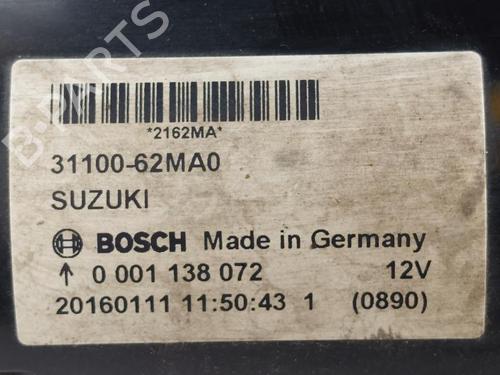 B-PARTS
*2162MA*
31100-62MA0
SUZUKI
BOSCH Made in Germany
↑ 0 001 138 072 12V
20160111 11:50:43 1 (0890)